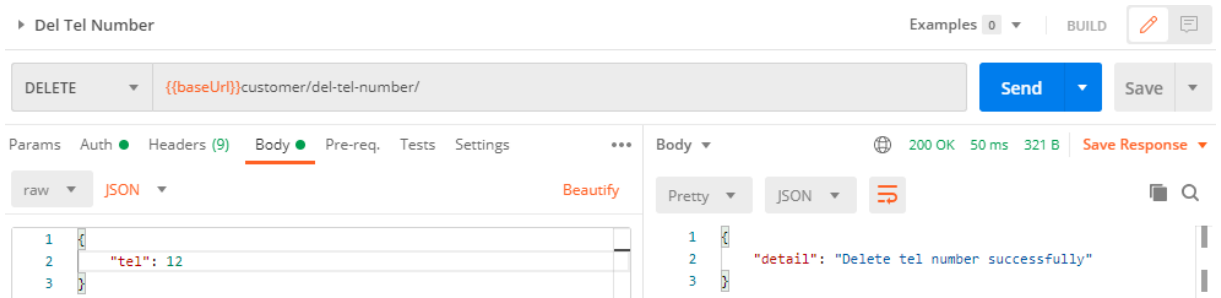 Del Tel Number Examples 0 BUILD
DELETE {{baseUrl}}customer/del-tel-number/ Send Save
Params Auth Headers (9) Body Pre-req. Tests Settings ••• Body 200 OK 50 ms 321 B Save Response
raw JSON Beautify
Pretty JSON
1 {
2 "tel": 12
3 }
1 {
2 "detail": "Delete tel number successfully"
3 }